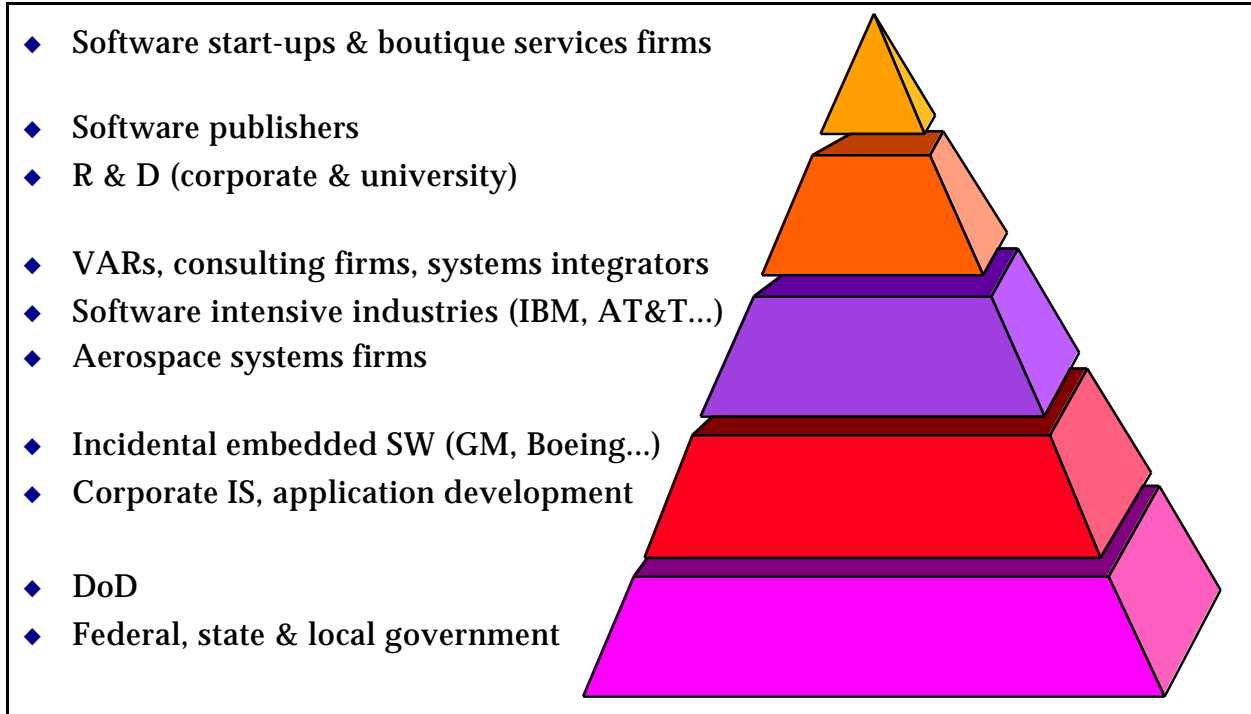 ◆ Software start-ups & boutique services firms
◆ Software publishers
◆ R & D (corporate & university)
◆ VARs, consulting firms, systems integrators
◆ Software intensive industries (IBM, AT&T...)
◆ Aerospace systems firms
◆ Incidental embedded SW (GM, Boeing...)
◆ Corporate IS, application development
◆ DoD
◆ Federal, state & local government